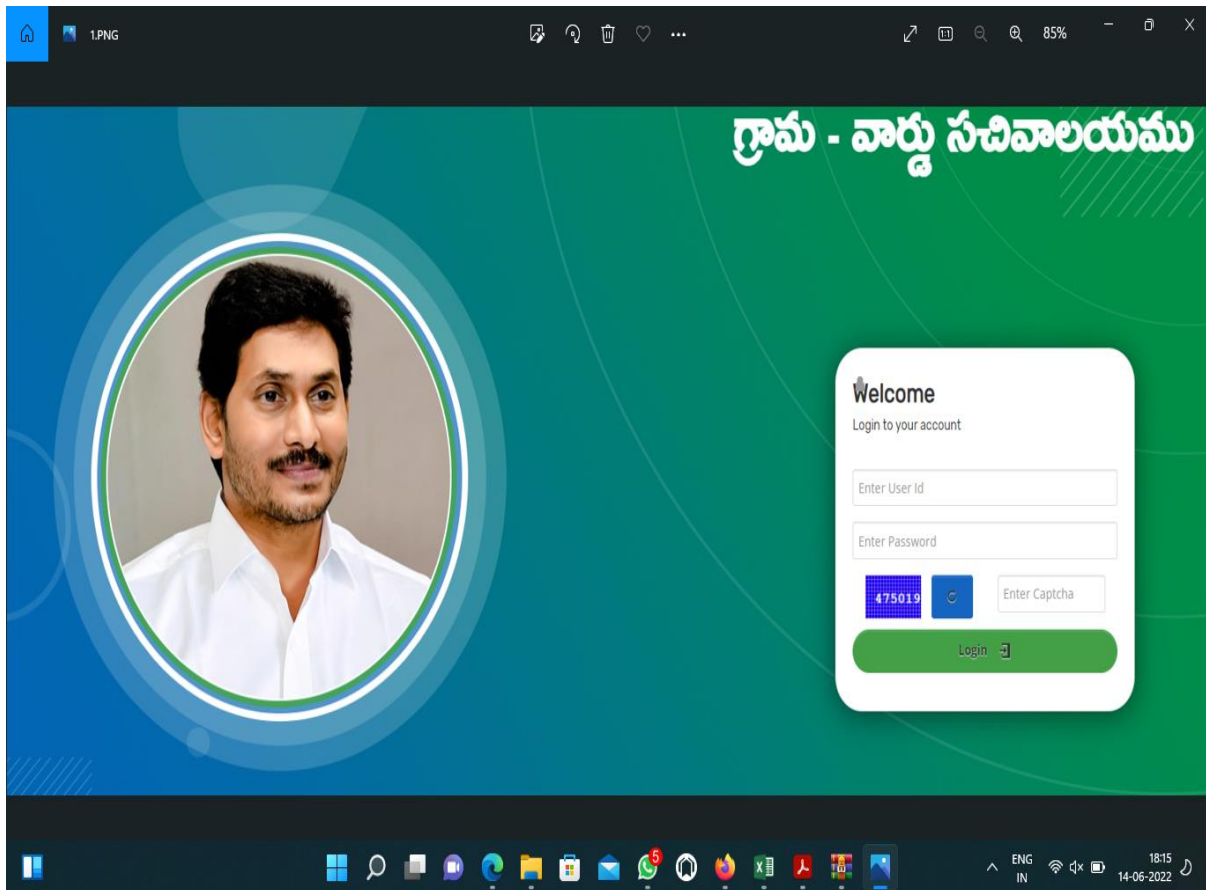 1.PNG
85%
గ్రామ - వార్డు సచివాలయము
Welcome
Login to your account
Enter User Id
Enter Password
475019
Enter Captcha
Login
5
ENG
IN
18:15
14-06-2022